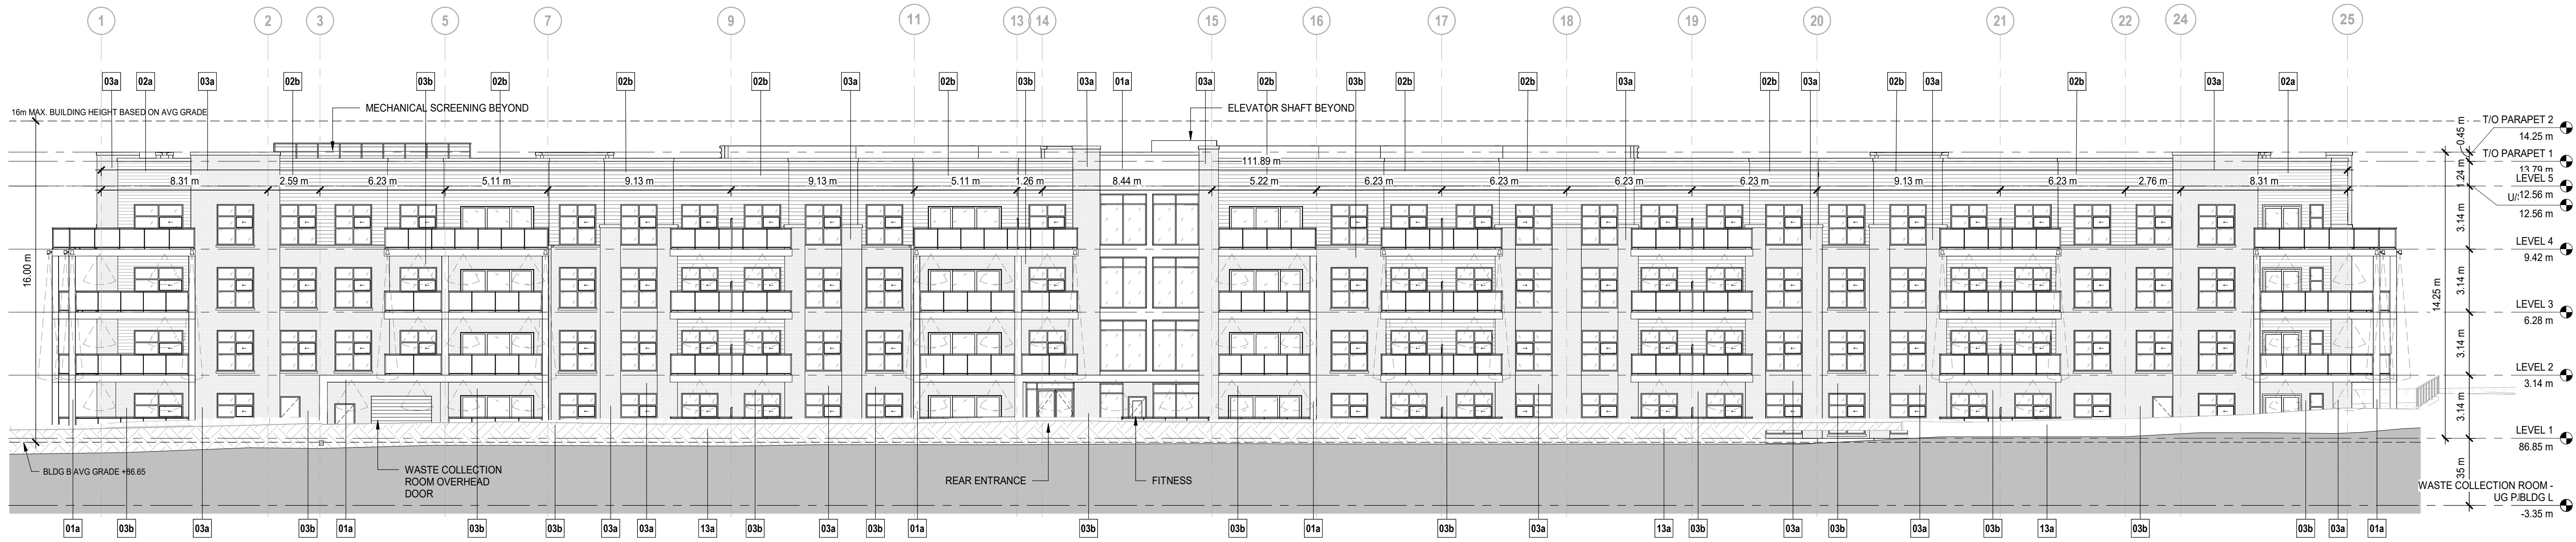 1 2 3 5 7 9 11 13 14 15 16 17 18 19 20 21 22 24 25
03a 02a 03a 02b 03b 02b 02b 02b 03a 02b 03b 03a 01a 03a 02b 03b 02b 02b 03a 02b 03a 02b 03a 02b 03a 02a
16m MAX. BUILDING HEIGHT BASED ON AVG GRADE
MECHANICAL SCREENING BEYOND
ELEVATOR SHAFT BEYOND
111.89 m
8.31 m 2.59 m 6.23 m 5.11 m 9.13 m 9.13 m 5.11 m 1.26 m 8.44 m 5.22 m 6.23 m 6.23 m 6.23 m 6.23 m 9.13 m 6.23 m 2.76 m 8.31 m
16.00 m
14.25 m
0.45 m
1.24 m
3.14 m
3.14 m
3.14 m
3.14 m
T/O PARAPET 2
14.25 m
T/O PARAPET 1
13.79 m
LEVEL 5
12.56 m
U/
12.56 m
LEVEL 4
9.42 m
LEVEL 3
6.28 m
LEVEL 2
3.14 m
LEVEL 1
86.85 m
.35 m
WASTE COLLECTION ROOM -
UG P BLDG L
-3.35 m
BLDG B AVG GRADE +86.65
WASTE COLLECTION
ROOM OVERHEAD
DOOR
REAR ENTRANCE
FITNESS
01a 03b 03a 03b 01a 03b 03b 03a 03a 13a 03b 03a 03b 01a 03b 03b 01a 03b 03a 13a 03b 03a 03b 03a 03b 13a 03b 03b 03a 01a